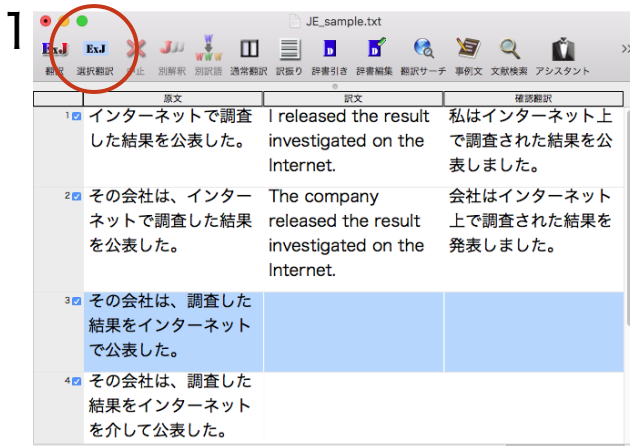 1
JE_sample.txt
ExJ ExJ
翻訳 選択翻訳 中止 別解釈 別訳語 通常翻訳 訳振り 辞書引き 辞書編集 翻訳サーチ 事例文 文献検索 アシスタント
原文 訳文 確認翻訳
1 インターネットで調査 I released the result 私はインターネット上
した結果を公表した。 investigated on the で調査された結果を公
Internet. 表しました。
2 その会社は、インター The company 会社はインターネット
ネットで調査した結果 released the result 上で調査された結果を
を公表した。 investigated on the 発表しました。
Internet.
3 その会社は、調査した
結果をインターネット
で公表した。
4 その会社は、調査した
結果をインターネット
を介して公表した。